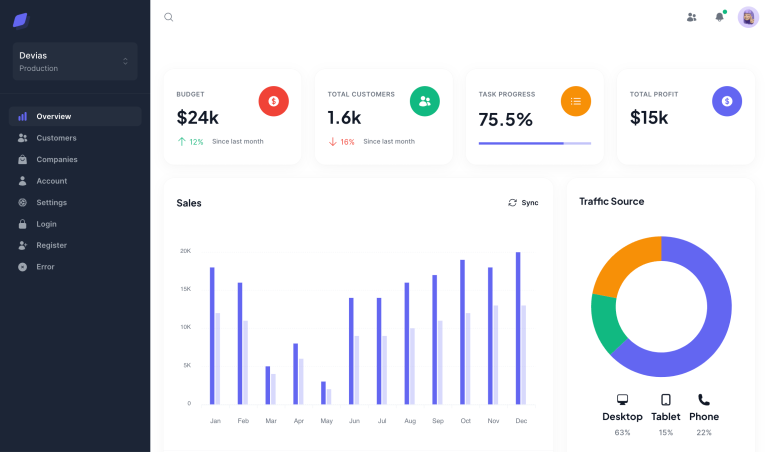 Devias
Production
Overview
Customers
Companies
Account
Settings
Login
Register
Error
BUDGET
$24k
12% Since last month
TOTAL CUSTOMERS
1.6k
16% Since last month
TASK PROGRESS
75.5%
TOTAL PROFIT
$15k
Sales
Sync
20K
15K
10K
5K
0
Jan Feb Mar Apr May Jun Jul Aug Sep Oct Nov Dec
Traffic Source
Desktop Tablet Phone
63% 15% 22%